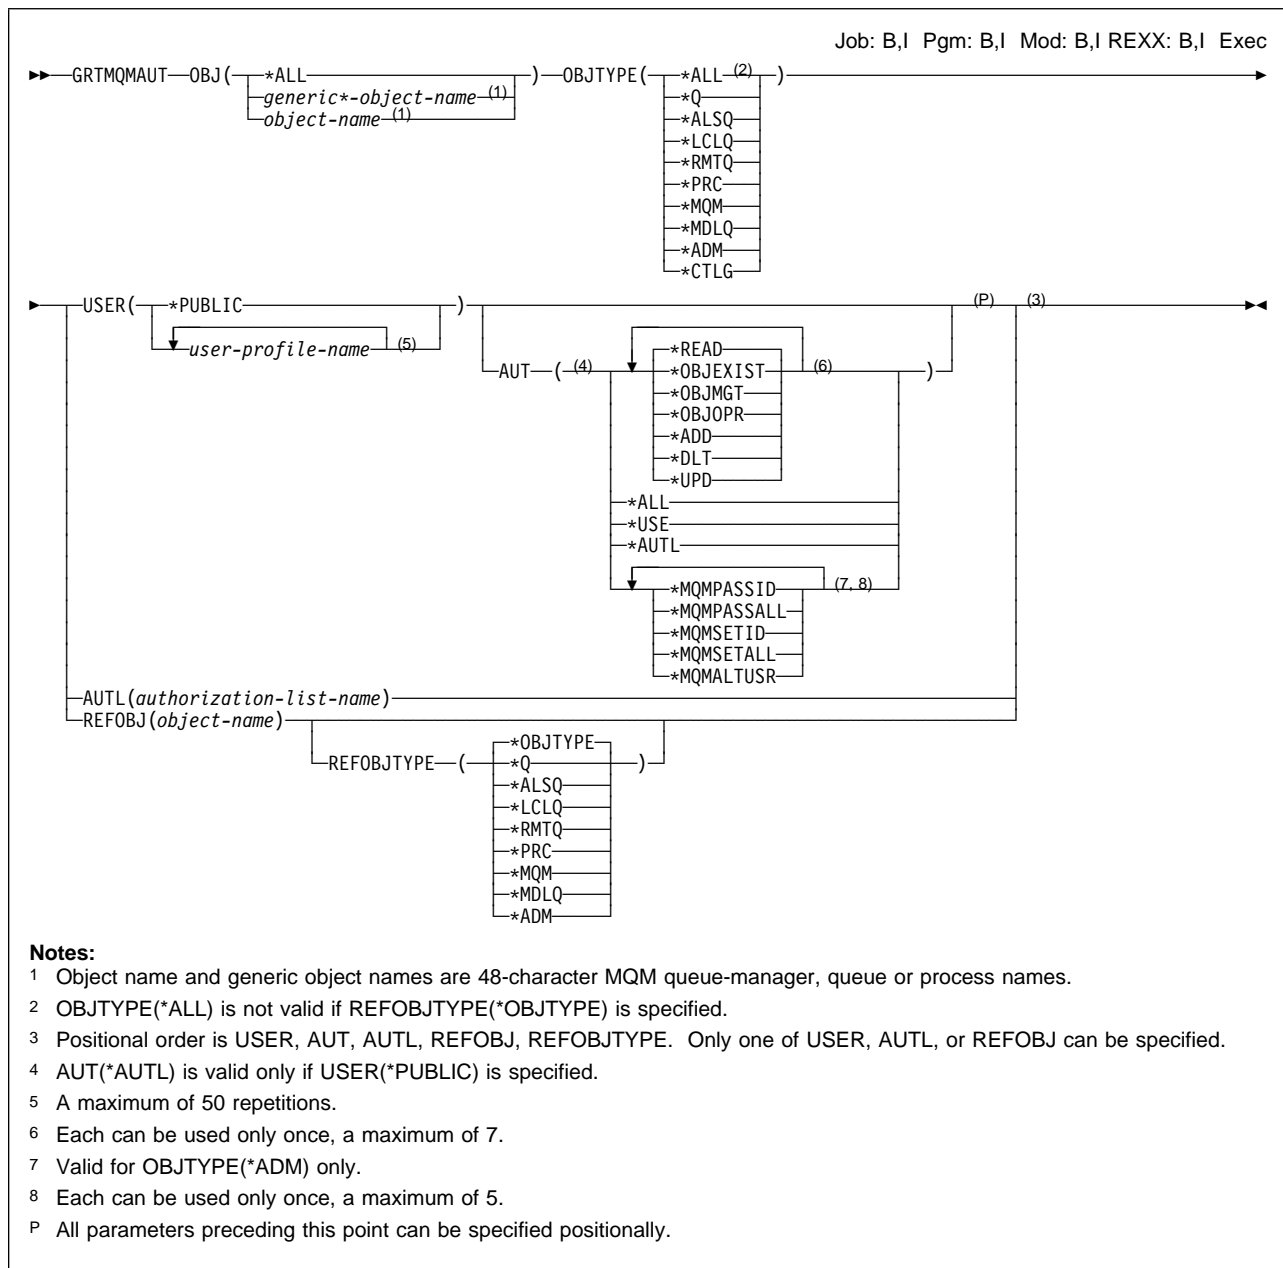 Job: B,I Pgm: B,I Mod: B,I REXX: B,I Exec
GRTMQMAUT OBJ( *ALL ) OBJTYPE( *ALL (2) )
generic*-object-name (1) *Q
object-name (1) *ALSQ
*LCLQ
*RMTQ
*PRC
*MQM
*MDLQ
*ADM
*CTLG
USER( *PUBLIC ) (P) (3)
user-profile-name (5) *READ
AUT ( (4) *OBJEXIST (6) )
*OBJMGT
*OBJOPR
*ADD
*DLT
*UPD
*ALL
*USE
*AUTL
*MQMPASSID (7, 8)
*MQMPASSALL
*MQMSETID
*MQMSETALL
*MQMALTUSR
AUTL(authorization-list-name)
REFOBJ(object-name)
*OBJTYPE
REFOBJTYPE ( *Q )
*ALSQ
*LCLQ
*RMTQ
*PRC
*MQM
*MDLQ
*ADM
Notes:
1 Object name and generic object names are 48-character MQM queue-manager, queue or process names.
2 OBJTYPE(*ALL) is not valid if REFOBJTYPE(*OBJTYPE) is specified.
3 Positional order is USER, AUT, AUTL, REFOBJ, REFOBJTYPE. Only one of USER, AUTL, or REFOBJ can be specified.
4 AUT(*AUTL) is valid only if USER(*PUBLIC) is specified.
5 A maximum of 50 repetitions.
6 Each can be used only once, a maximum of 7.
7 Valid for OBJTYPE(*ADM) only.
8 Each can be used only once, a maximum of 5.
P All parameters preceding this point can be specified positionally.